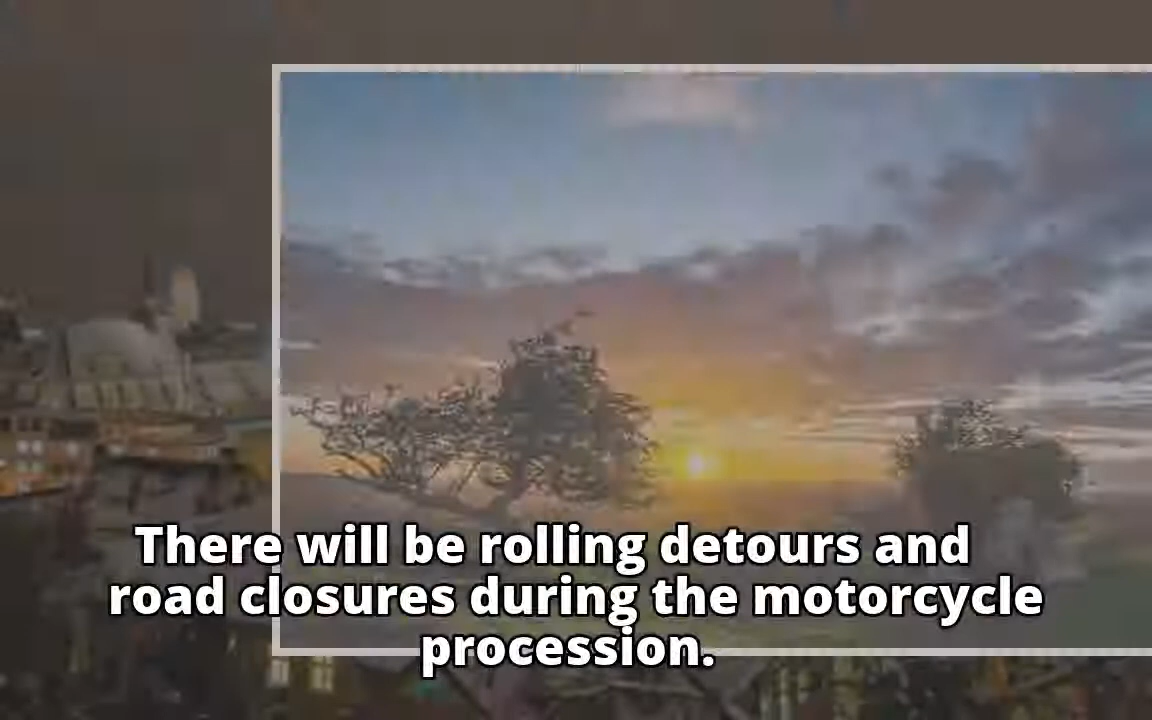 There will be rolling detours and
road closures during the motorcycle
procession.